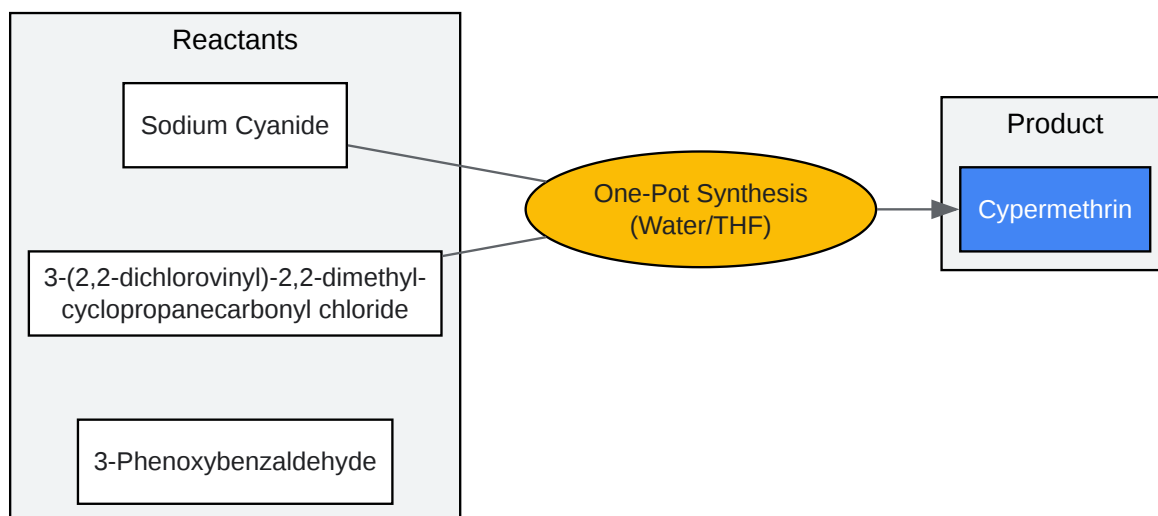 Reactants
Sodium Cyanide
3-(2,2-dichlorovinyl)-2,2-dimethyl-
cyclopropanecarbonyl chloride
3-Phenoxybenzaldehyde
One-Pot Synthesis
(Water/THF)
Product
Cypermethrin